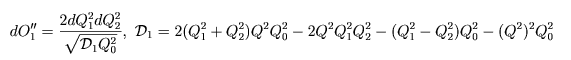 $dO_1'' = \dfrac{2dQ_1^2 dQ_2^2}{\sqrt{\mathcal{D}_1 Q_0^2}},\ \mathcal{D}_1 = 2(Q_1^2 + Q_2^2)Q^2 Q_0^2 - 2Q^2 Q_1^2 Q_2^2 - (Q_1^2 - Q_2^2)Q_0^2 - (Q^2)^2 Q_0^2$